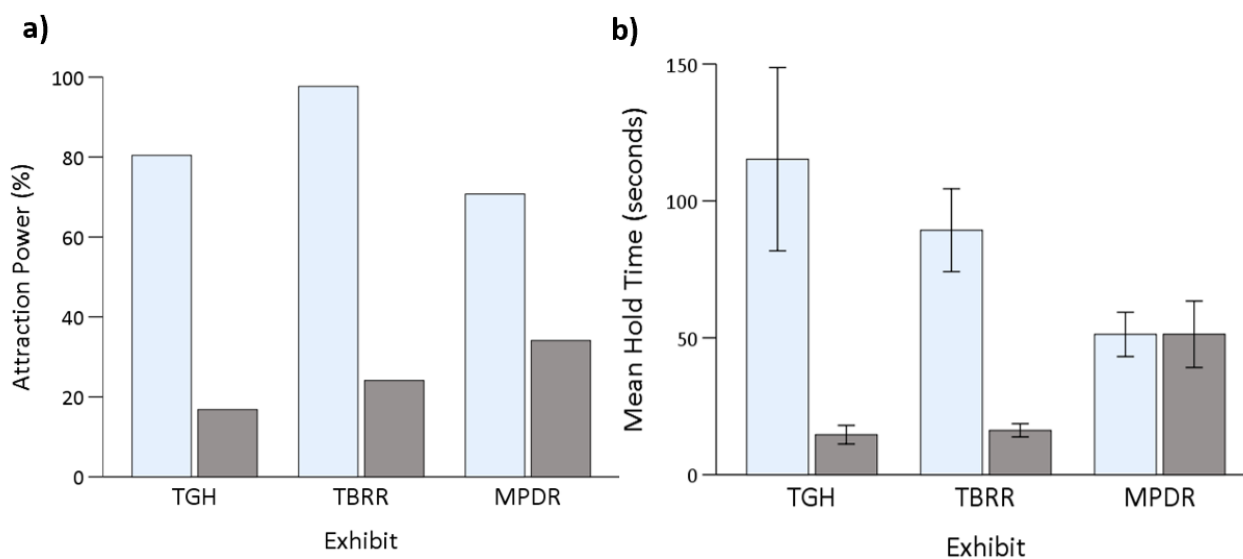 a)
Attraction Power (%)
100
80
60
40
20
0
TGH TBRR MPDR
Exhibit
b)
Mean Hold Time (seconds)
150
100
50
0
TGH TBRR MPDR
Exhibit